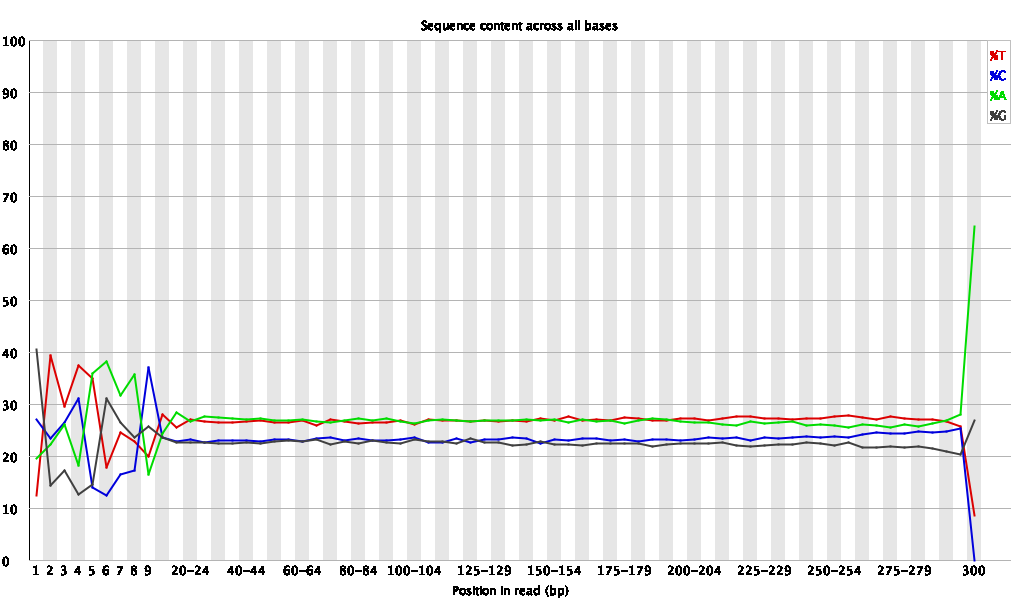 Sequence content across all bases
100
90
80
70
60
50
40
30
20
10
0
%T
%C
%A
%G
1 2 3 4 5 6 7 8 9 20-24 40-44 60-64 80-84 100-104 125-129 150-154 175-179 200-204 225-229 250-254 275-279 300
Position in read (bp)